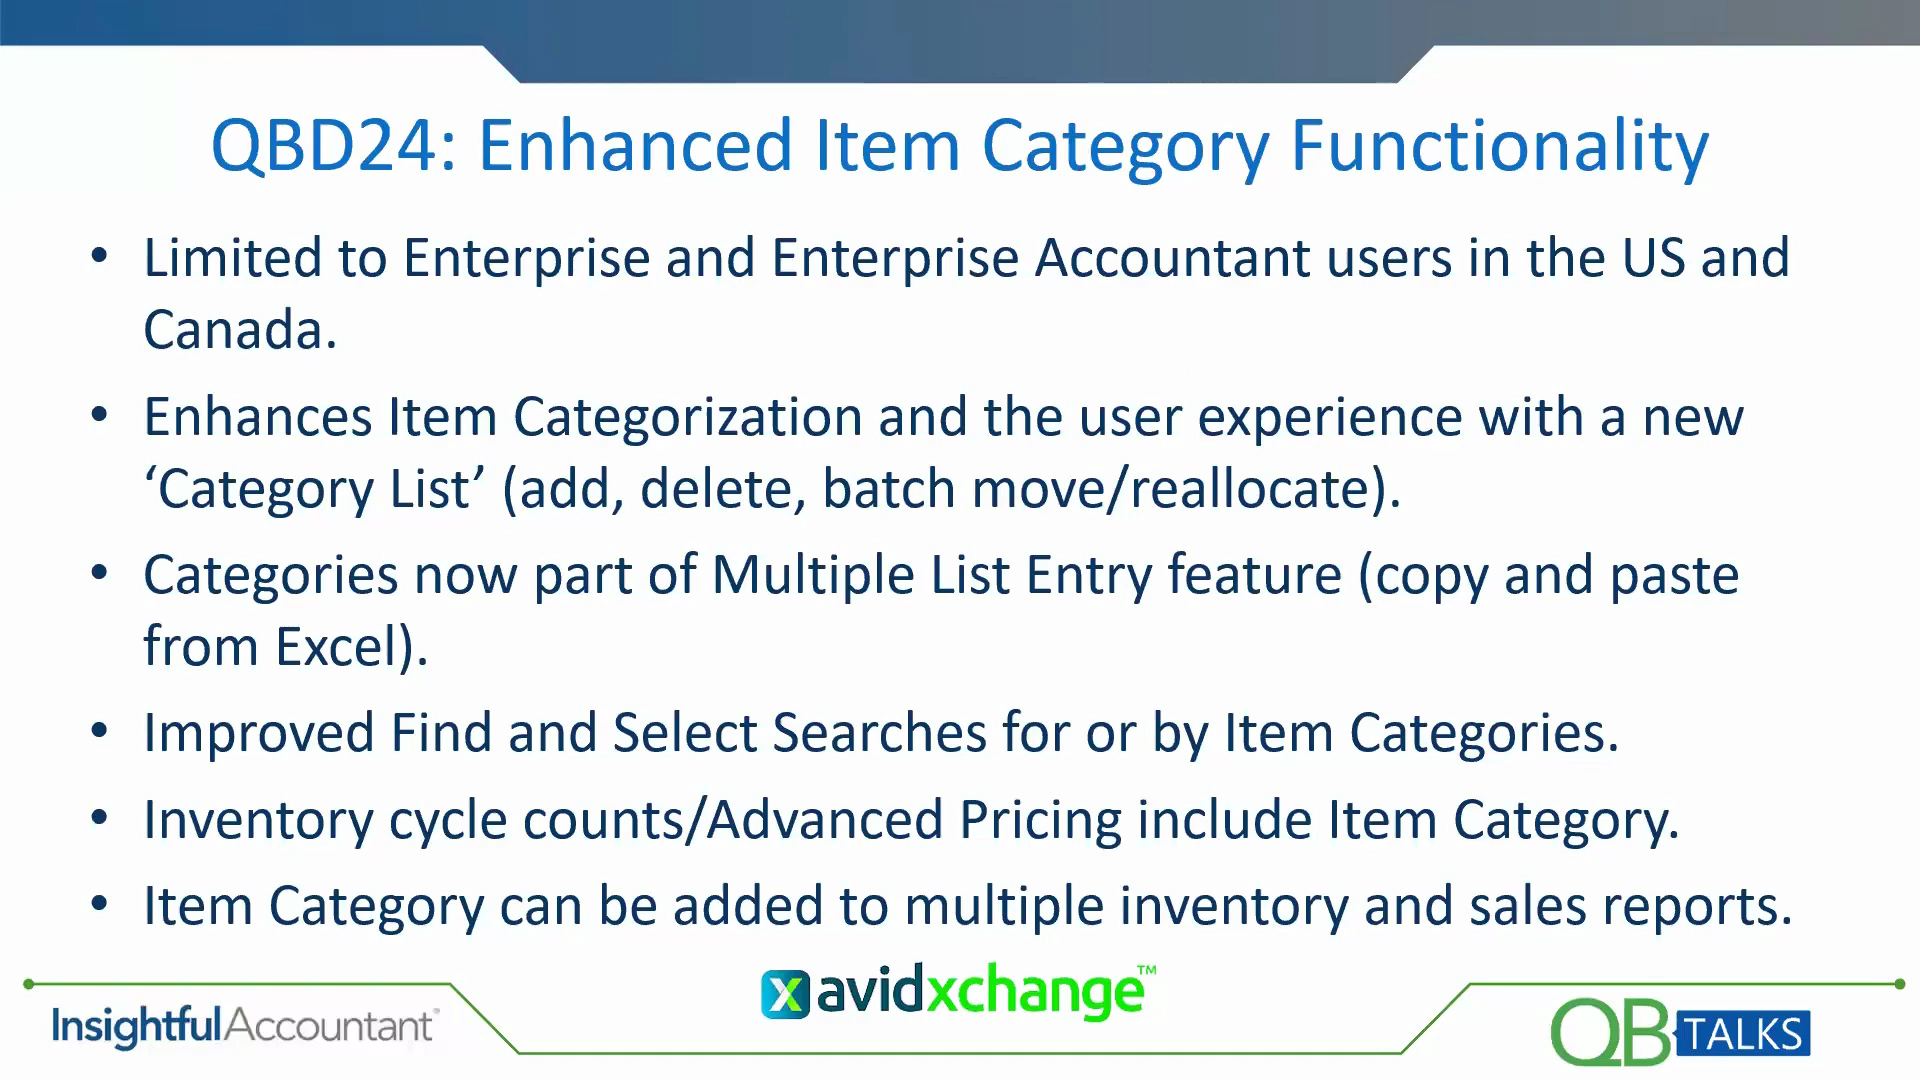 QBD24: Enhanced Item Category Functionality
• Limited to Enterprise and Enterprise Accountant users in the US and
Canada.
• Enhances Item Categorization and the user experience with a new
‘Category List’ (add, delete, batch move/reallocate).
• Categories now part of Multiple List Entry feature (copy and paste
from Excel).
• Improved Find and Select Searches for or by Item Categories.
• Inventory cycle counts/Advanced Pricing include Item Category.
• Item Category can be added to multiple inventory and sales reports.
x avidxchange™
InsightfulAccountant®
QB TALKS